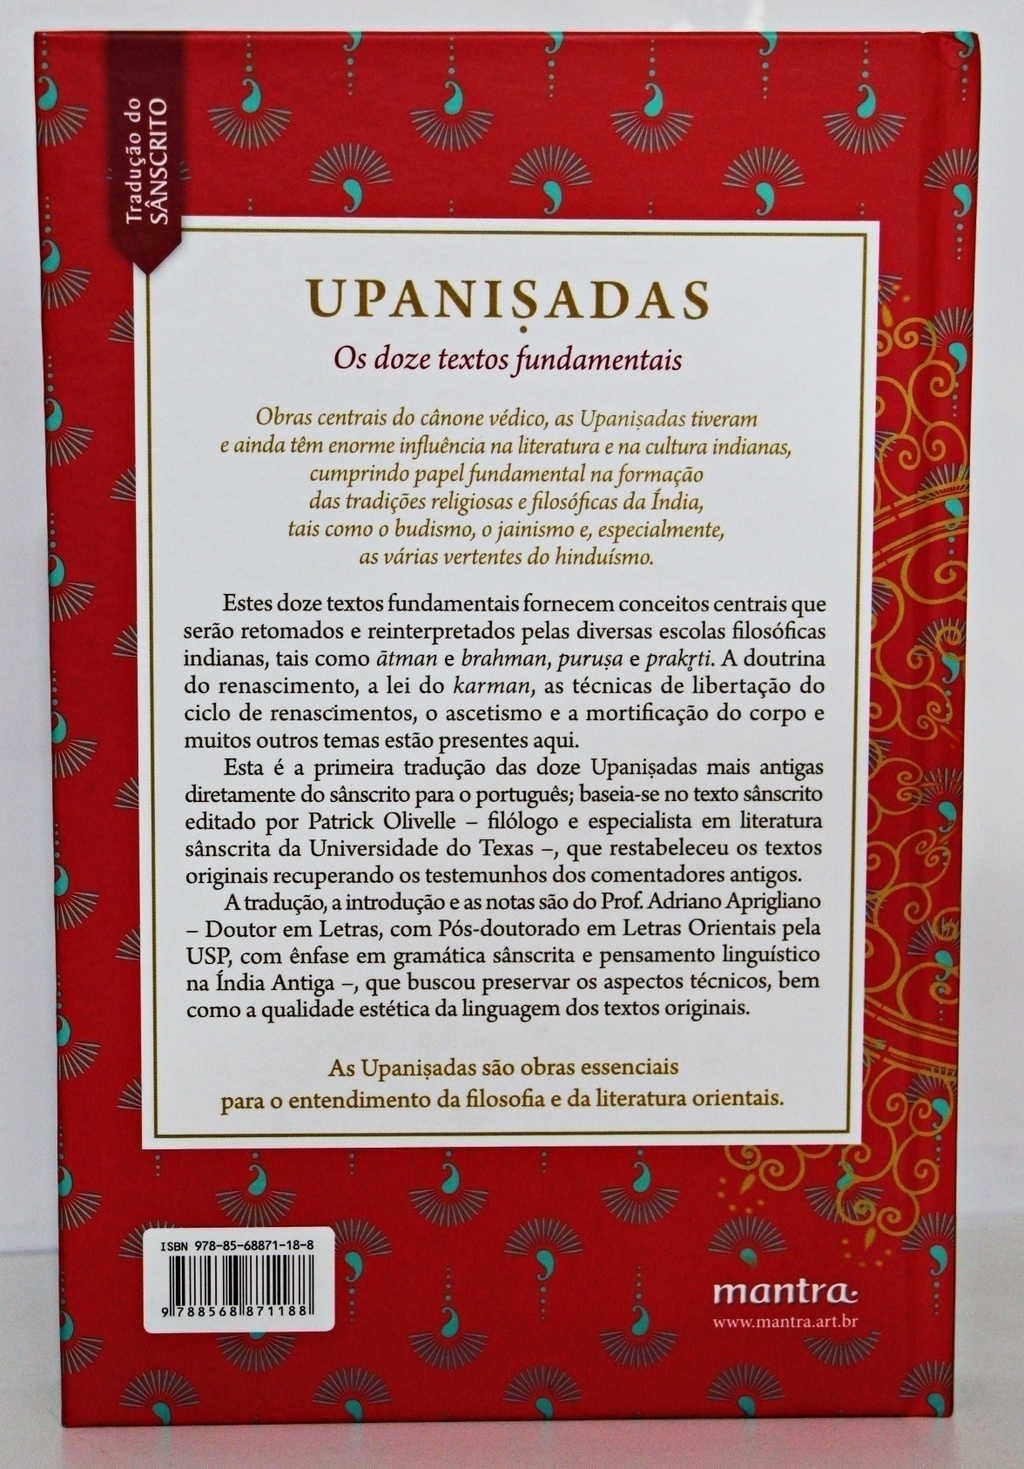 Tradução do
SÂNSCRITO
UPANIṢADAS
Os doze textos fundamentais
Obras centrais do cânone védico, as Upaniṣadas tiveram
e ainda têm enorme influência na literatura e na cultura indianas,
cumprindo papel fundamental na formação
das tradições religiosas e filosóficas da Índia,
tais como o budismo, o jainismo e, especialmente,
as várias vertentes do hinduísmo.
Estes doze textos fundamentais fornecem conceitos centrais que
serão retomados e reinterpretados pelas diversas escolas filosóficas
indianas, tais como ātman e brahman, puruṣa e prakr̥ti. A doutrina
do renascimento, a lei do karman, as técnicas de libertação do
ciclo de renascimentos, o ascetismo e a mortificação do corpo e
muitos outros temas estão presentes aqui.
Esta é a primeira tradução das doze Upaniṣadas mais antigas
diretamente do sânscrito para o português; baseia-se no texto sânscrito
editado por Patrick Olivelle – filólogo e especialista em literatura
sânscrita da Universidade do Texas –, que restabeleceu os textos
originais recuperando os testemunhos dos comentadores antigos.
A tradução, a introdução e as notas são do Prof. Adriano Aprigliano
– Doutor em Letras, com Pós-doutorado em Letras Orientais pela
USP, com ênfase em gramática sânscrita e pensamento linguístico
na Índia Antiga –, que buscou preservar os aspectos técnicos, bem
como a qualidade estética da linguagem dos textos originais.
As Upaniṣadas são obras essenciais
para o entendimento da filosofia e da literatura orientais.
ISBN 978-85-68871-18-8
9 788568 871188
mantra
www.mantra.art.br